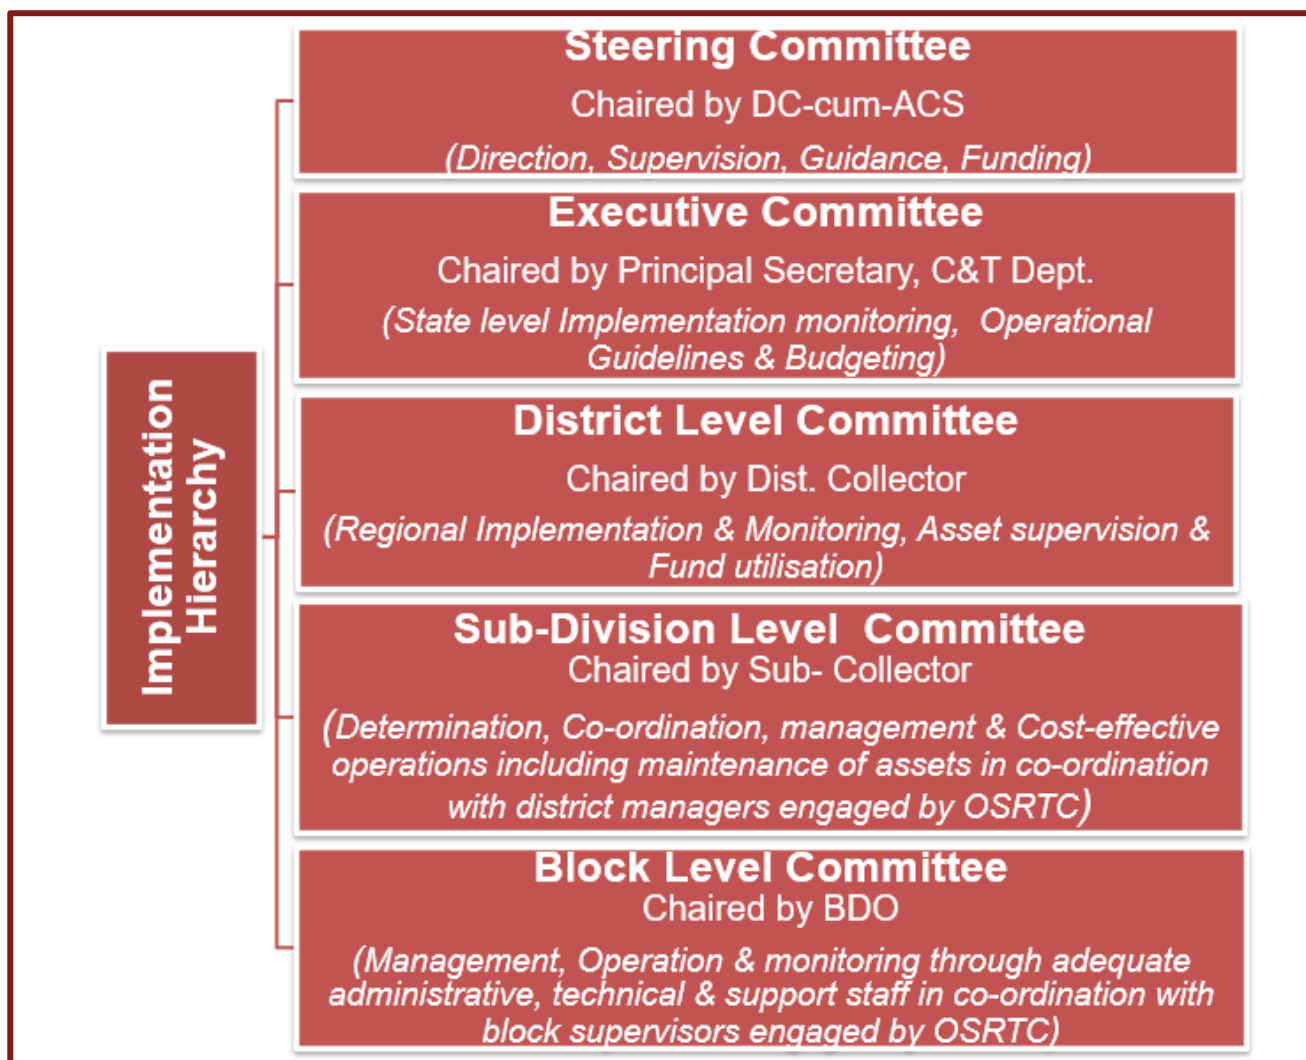 Steering Committee
Chaired by DC-cum-ACS
(Direction, Supervision, Guidance, Funding)
Executive Committee
Chaired by Principal Secretary, C&T Dept.
(State level Implementation monitoring,  Operational
Guidelines & Budgeting)
Implementation
Hierarchy
District Level Committee
Chaired by Dist. Collector
(Regional Implementation & Monitoring, Asset supervision &
Fund utilisation)
Sub-Division Level  Committee
Chaired by Sub- Collector
(Determination, Co-ordination, management & Cost-effective
operations including maintenance of assets in co-ordination
with district managers engaged by OSRTC)
Block Level Committee
Chaired by BDO
(Management, Operation & monitoring through adequate
administrative, technical & support staff in co-ordination with
block supervisors engaged by OSRTC)